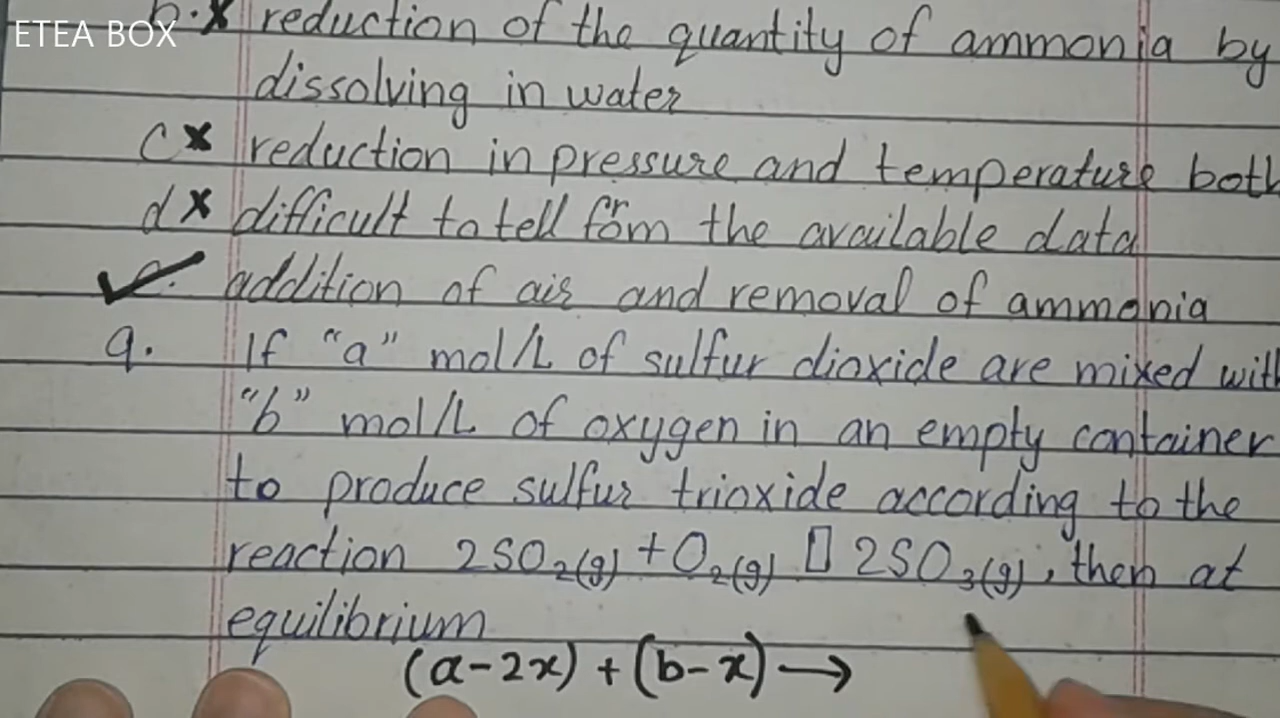 ETEA BOX
b. x reduction of the quantity of ammonia by
dissolving in water
c x reduction in pressure and temperature both
d x difficult to tell form the available data
r
addition of air and removal of ammonia
9. If "a" mol/L of sulfur dioxide are mixed with
"b" mol/L of oxygen in an empty container
to produce sulfur trioxide according to the
reaction 2SO₂(g) + O₂(g) ▯ 2SO₃(g), then at
equilibrium
(a-2x) + (b-x) →